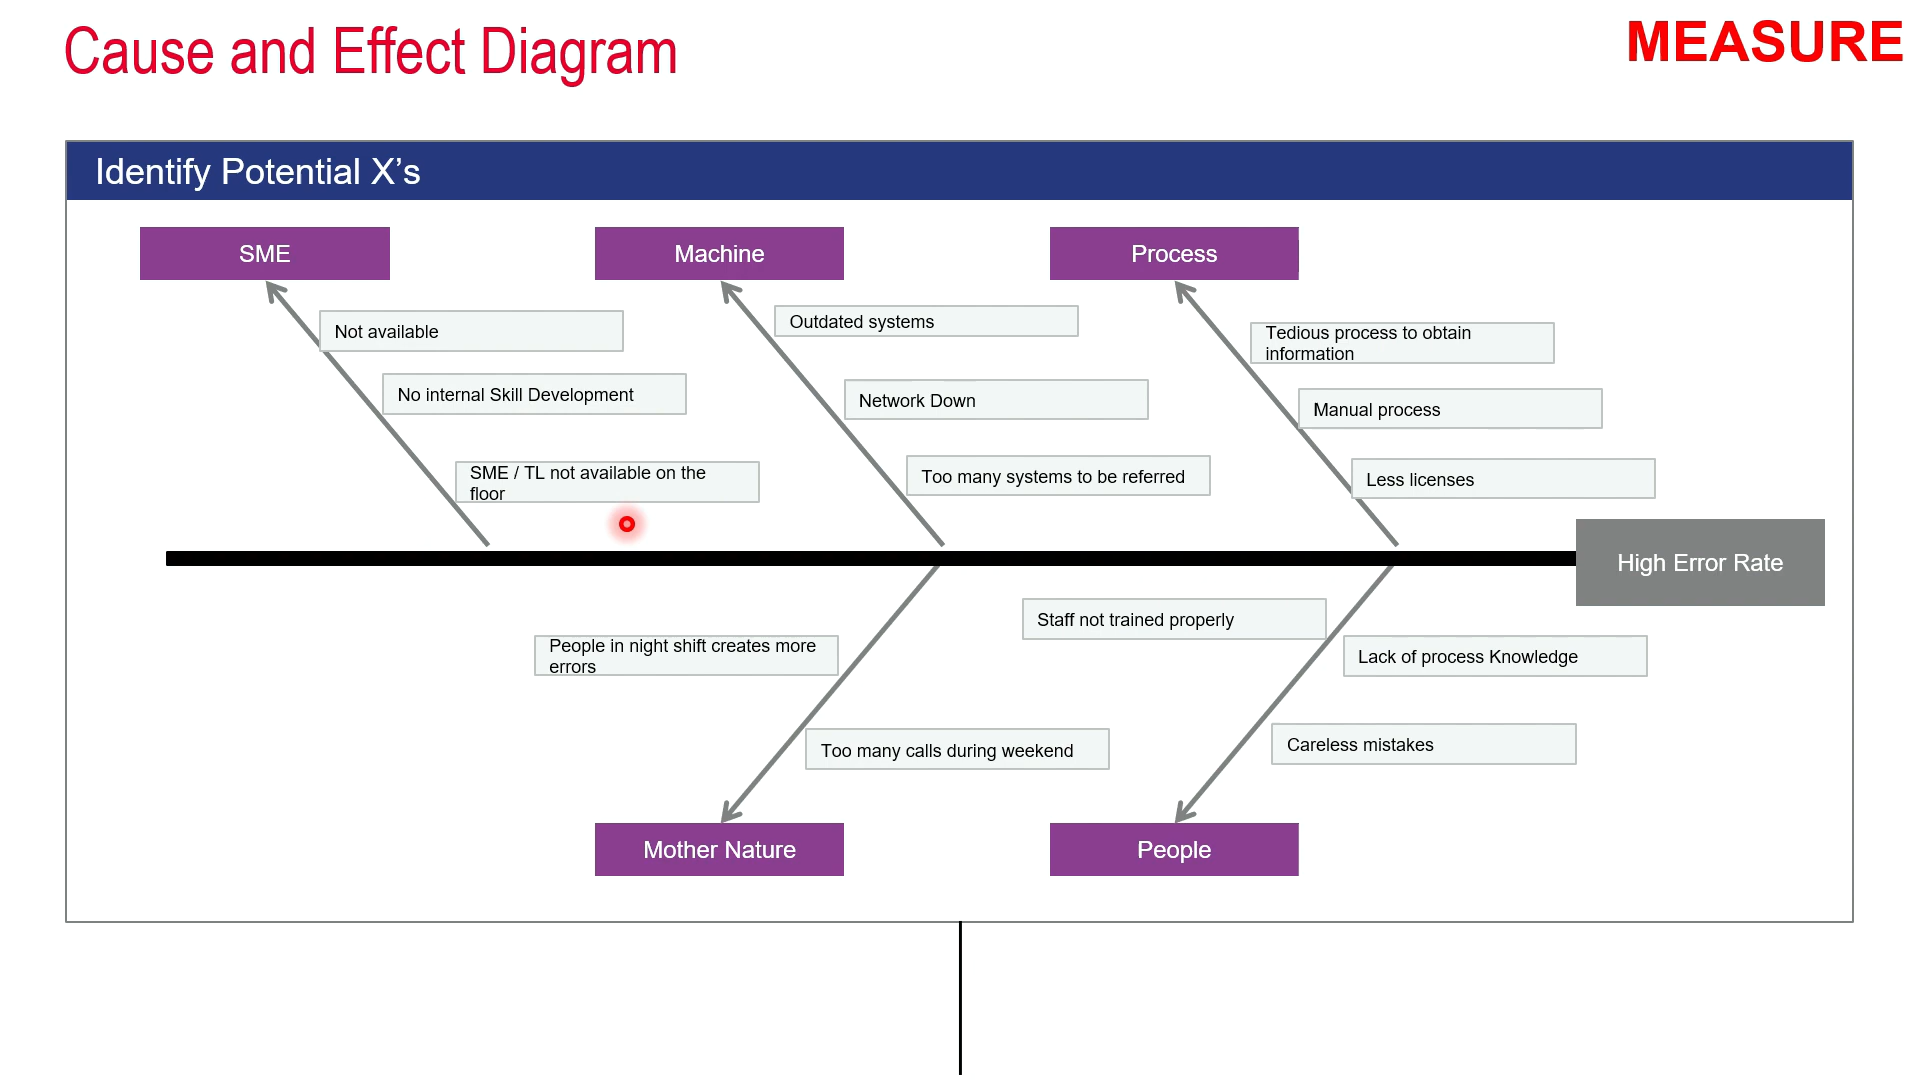 Cause and Effect Diagram
MEASURE
Identify Potential X’s
SME
Machine
Process
Not available
No internal Skill Development
SME / TL not available on the
floor
Outdated systems
Network Down
Too many systems to be referred
Tedious process to obtain
information
Manual process
Less licenses
High Error Rate
People in night shift creates more
errors
Too many calls during weekend
Staff not trained properly
Lack of process Knowledge
Careless mistakes
Mother Nature
People